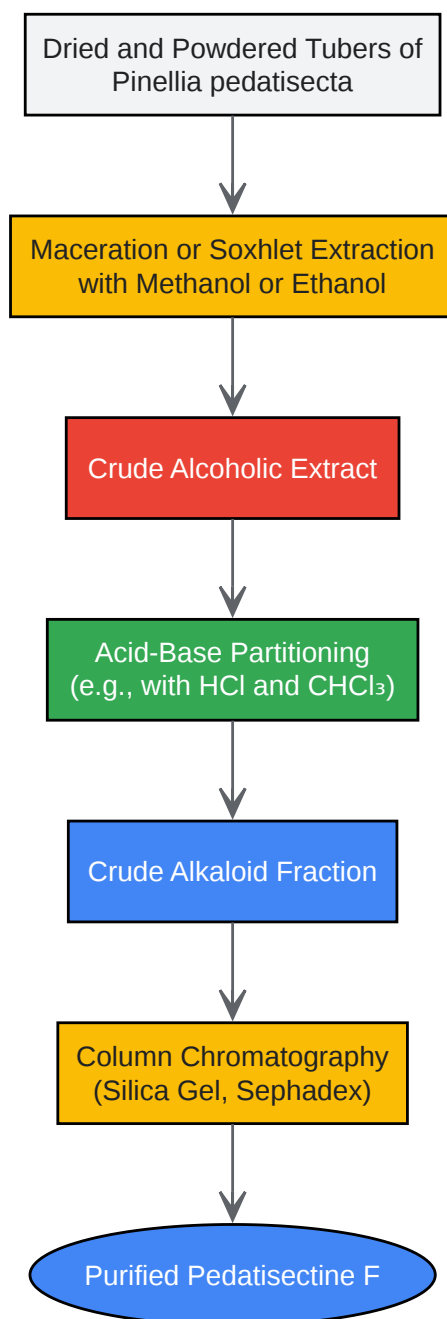 Dried and Powdered Tubers of
Pinellia pedatisecta
Maceration or Soxhlet Extraction
with Methanol or Ethanol
Crude Alcoholic Extract
Acid-Base Partitioning
(e.g., with HCl and CHCl₃)
Crude Alkaloid Fraction
Column Chromatography
(Silica Gel, Sephadex)
Purified Pedatisectine F